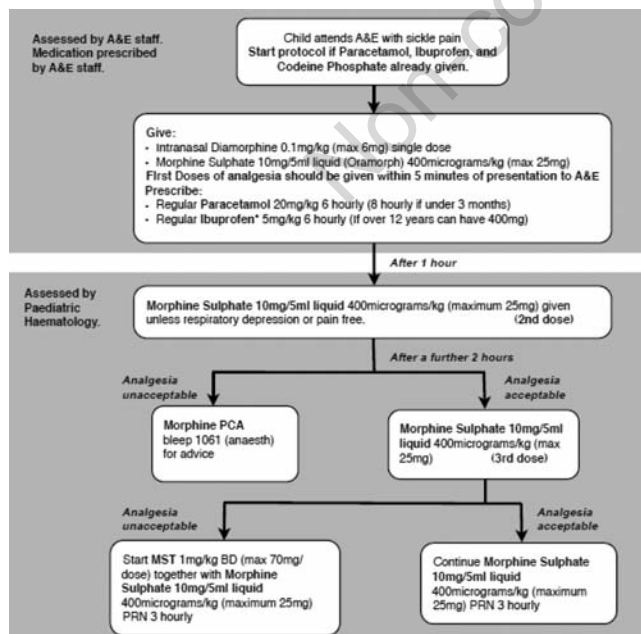 Assessed by A&E staff.
Medication prescribed
by A&E staff.
Child attends A&E with sickle pain
Start protocol if Paracetamol, Ibuprofen, and
Codeine Phosphate already given.
Give:
- Intranasal Diamorphine 0.1mg/kg (max 6mg) single dose
- Morphine Sulphate 10mg/5ml liquid (Oramorph) 400micrograms/kg (max 25mg)
First Doses of analgesia should be given within 5 minutes of presentation to A&E
Prescribe:
- Regular Paracetamol 20mg/kg 6 hourly (8 hourly if under 3 months)
- Regular Ibuprofen* 5mg/kg 6 hourly (if over 12 years can have 400mg)
After 1 hour
Assessed by
Paediatric
Haematology.
Morphine Sulphate 10mg/5ml liquid 400micrograms/kg (maximum 25mg) given
unless respiratory depression or pain free. (2nd dose)
After a further 2 hours
Analgesia
unacceptable
Analgesia
acceptable
Morphine PCA
bleep 1061 (anaesth)
for advice
Morphine Sulphate 10mg/5ml
liquid 400micrograms/kg (max
25mg) (3rd dose)
Analgesia
unacceptable
Analgesia
acceptable
Start MST 1mg/kg BD (max 70mg/
dose) together with Morphine
Sulphate 10mg/5ml liquid
400micrograms/kg (maximum 25mg)
PRN 3 hourly
Continue Morphine Sulphate
10mg/5ml liquid
400micrograms/kg (maximum
25mg) PRN 3 hourly